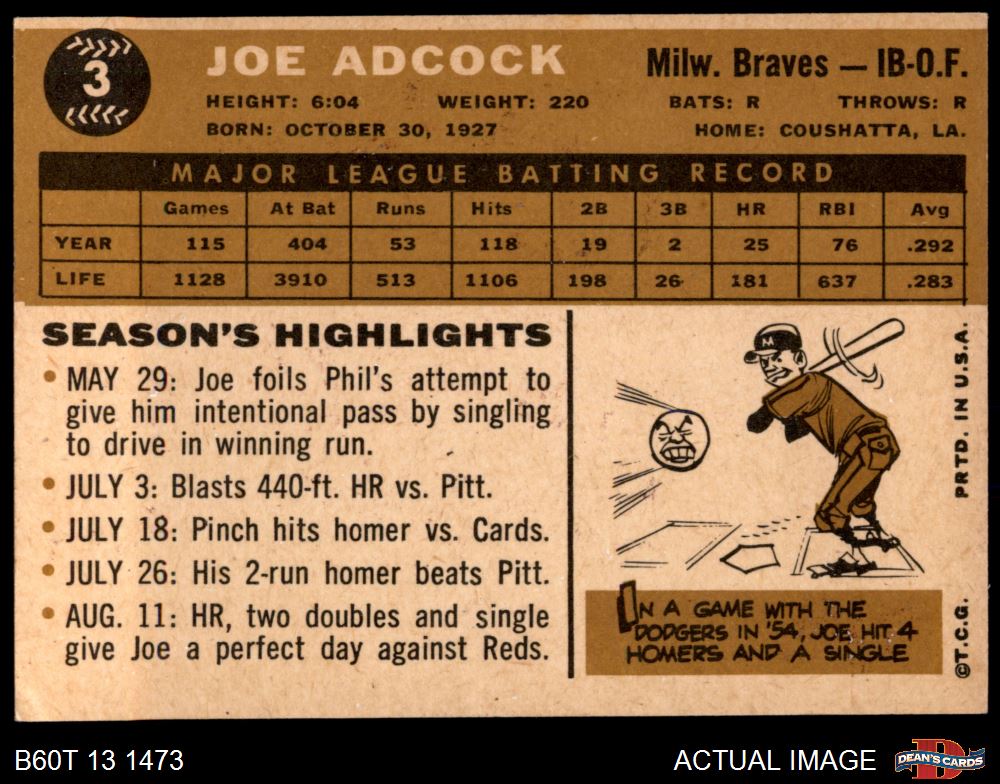 3
JOE ADCOCK
Milw. Braves — IB-O.F.
HEIGHT: 6:04 WEIGHT: 220 BATS: R THROWS: R
BORN: OCTOBER 30, 1927 HOME: COUSHATTA, LA.
MAJOR LEAGUE BATTING RECORD
Games At Bat Runs Hits 2B 3B HR RBI Avg
YEAR 115 404 53 118 19 2 25 76 .292
LIFE 1128 3910 513 1106 198 26 181 637 .283
SEASON'S HIGHLIGHTS
• MAY 29: Joe foils Phil's attempt to
give him intentional pass by singling
to drive in winning run.
• JULY 3: Blasts 440-ft. HR vs. Pitt.
• JULY 18: Pinch hits homer vs. Cards.
• JULY 26: His 2-run homer beats Pitt.
• AUG. 11: HR, two doubles and single
give Joe a perfect day against Reds.
M
IN A GAME WITH THE
DODGERS IN '54, JOE HIT 4
HOMERS AND A SINGLE
©T.C.G. PRTD. IN U.S.A.
B60T 13 1473
ACTUAL IMAGE
D
DEAN'S CARDS